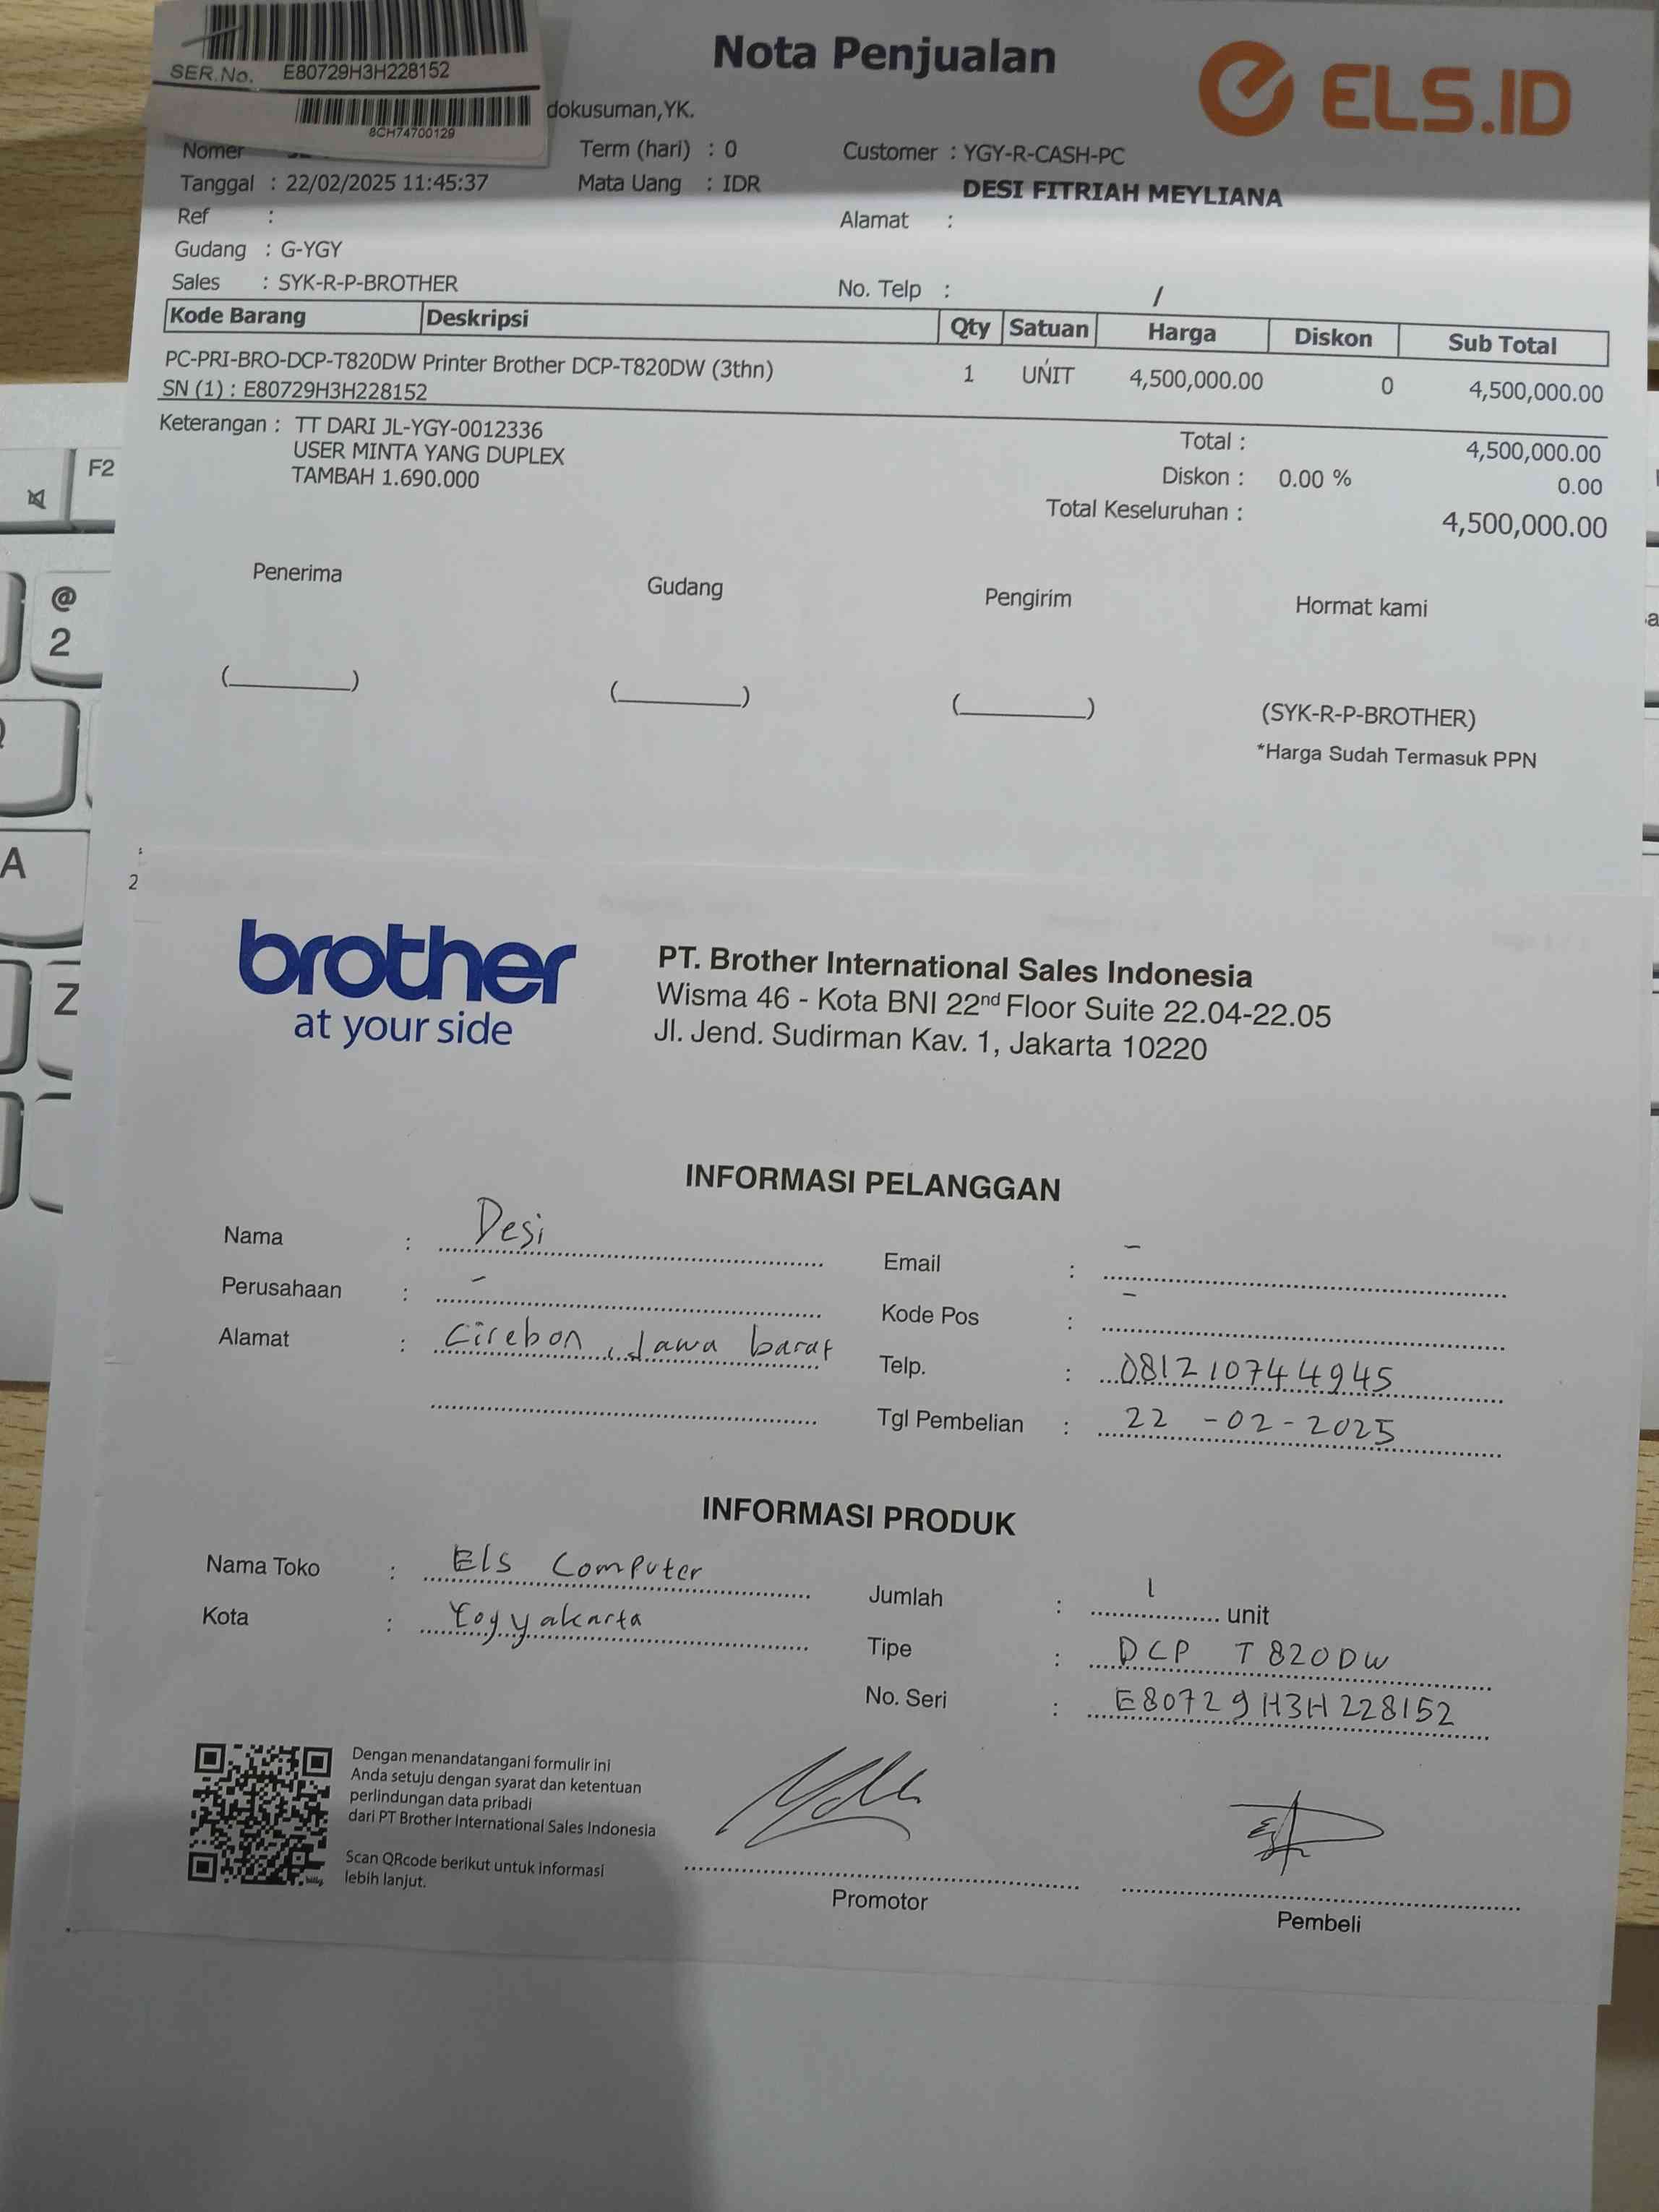 SER.No. E80729H3H228152
8CH74700129
Nota Penjualan
ELS.ID
dokusuman,YK.
Nomer
Term (hari) : 0
Customer : YGY-R-CASH-PC
Tanggal : 22/02/2025 11:45:37
Mata Uang : IDR
DESI FITRIAH MEYLIANA
Ref :
Alamat :
Gudang : G-YGY
Sales : SYK-R-P-BROTHER
No. Telp : /
Kode Barang Deskripsi Qty Satuan Harga Diskon Sub Total
PC-PRI-BRO-DCP-T820DW Printer Brother DCP-T820DW (3thn) 1 UNIT 4,500,000.00 0 4,500,000.00
SN (1) : E80729H3H228152
Keterangan : TT DARI JL-YGY-0012336
USER MINTA YANG DUPLEX
TAMBAH 1.690.000
Total : 4,500,000.00
Diskon : 0.00 % 0.00
Total Keseluruhan : 4,500,000.00
Penerima Gudang Pengirim Hormat kami
(SYK-R-P-BROTHER)
*Harga Sudah Termasuk PPN
F2
@
2
A
Z
2
brother
at your side
PT. Brother International Sales Indonesia
Wisma 46 - Kota BNI 22nd Floor Suite 22.04-22.05
Jl. Jend. Sudirman Kav. 1, Jakarta 10220
INFORMASI PELANGGAN
Nama : Desi
Perusahaan : -
Alamat : Cirebon, Jawa barat
Email : -
Kode Pos : -
Telp. : 081210744945
Tgl Pembelian : 22 -02-2025
INFORMASI PRODUK
Nama Toko : Els Computer
Kota : Yogyakarta
Jumlah : 1 unit
Tipe : DCP T820DW
No. Seri : E80729H3H228152
Dengan menandatangani formulir ini
Anda setuju dengan syarat dan ketentuan
perlindungan data pribadi
dari PT Brother International Sales Indonesia
Scan QRcode berikut untuk informasi
lebih lanjut.
Promotor
Pembeli